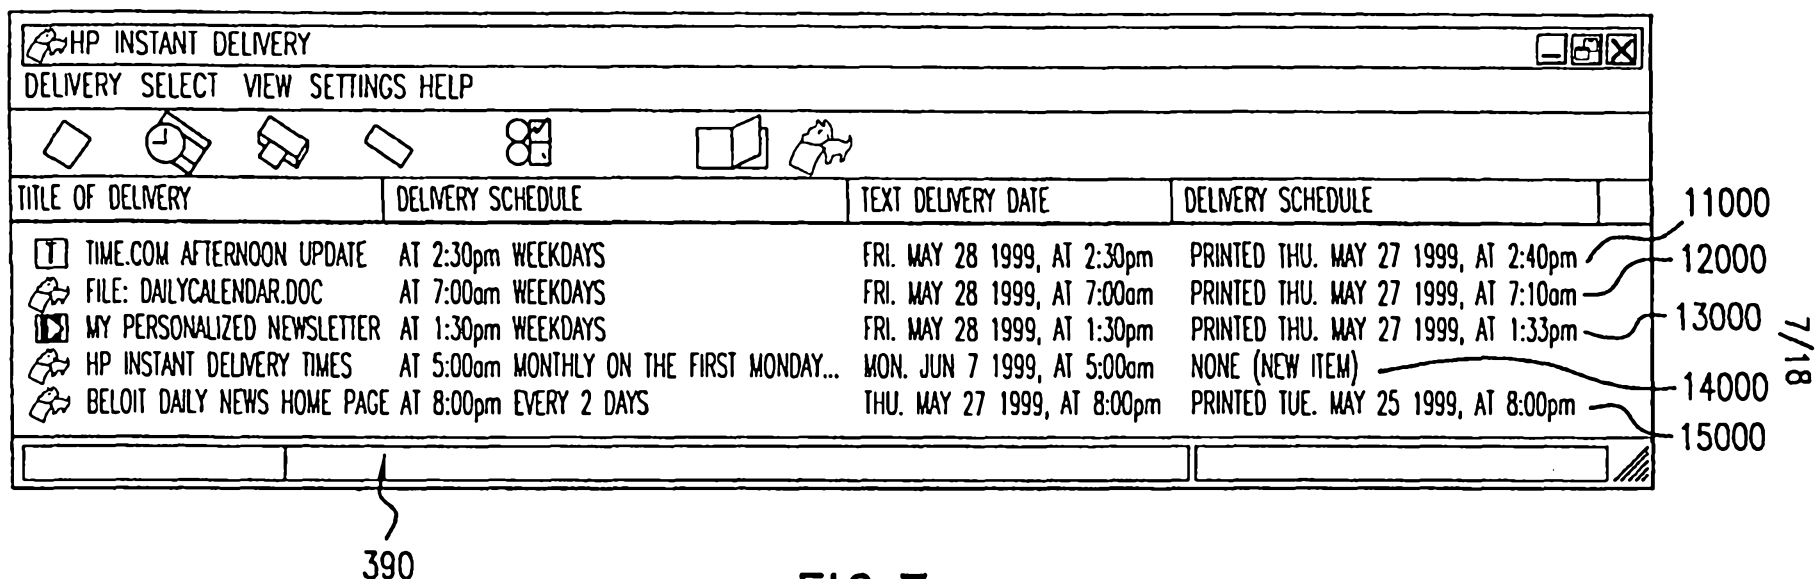 HP INSTANT DELIVERY
DELIVERY SELECT VIEW SETTINGS HELP
TITLE OF DELIVERY DELIVERY SCHEDULE TEXT DELIVERY DATE DELIVERY SCHEDULE
T TIME.COM AFTERNOON UPDATE AT 2:30pm WEEKDAYS FRI. MAY 28 1999, AT 2:30pm PRINTED THU. MAY 27 1999, AT 2:40pm 11000
FILE: DAILYCALENDAR.DOC AT 7:00am WEEKDAYS FRI. MAY 28 1999, AT 7:00am PRINTED THU. MAY 27 1999, AT 7:10am 12000
MY PERSONALIZED NEWSLETTER AT 1:30pm WEEKDAYS FRI. MAY 28 1999, AT 1:30pm PRINTED THU. MAY 27 1999, AT 1:33pm 13000
HP INSTANT DELIVERY TIMES AT 5:00am MONTHLY ON THE FIRST MONDAY... MON. JUN 7 1999, AT 5:00am NONE (NEW ITEM) 14000
BELOIT DAILY NEWS HOME PAGE AT 8:00pm EVERY 2 DAYS THU. MAY 27 1999, AT 8:00pm PRINTED TUE. MAY 25 1999, AT 8:00pm 15000
7/18
390